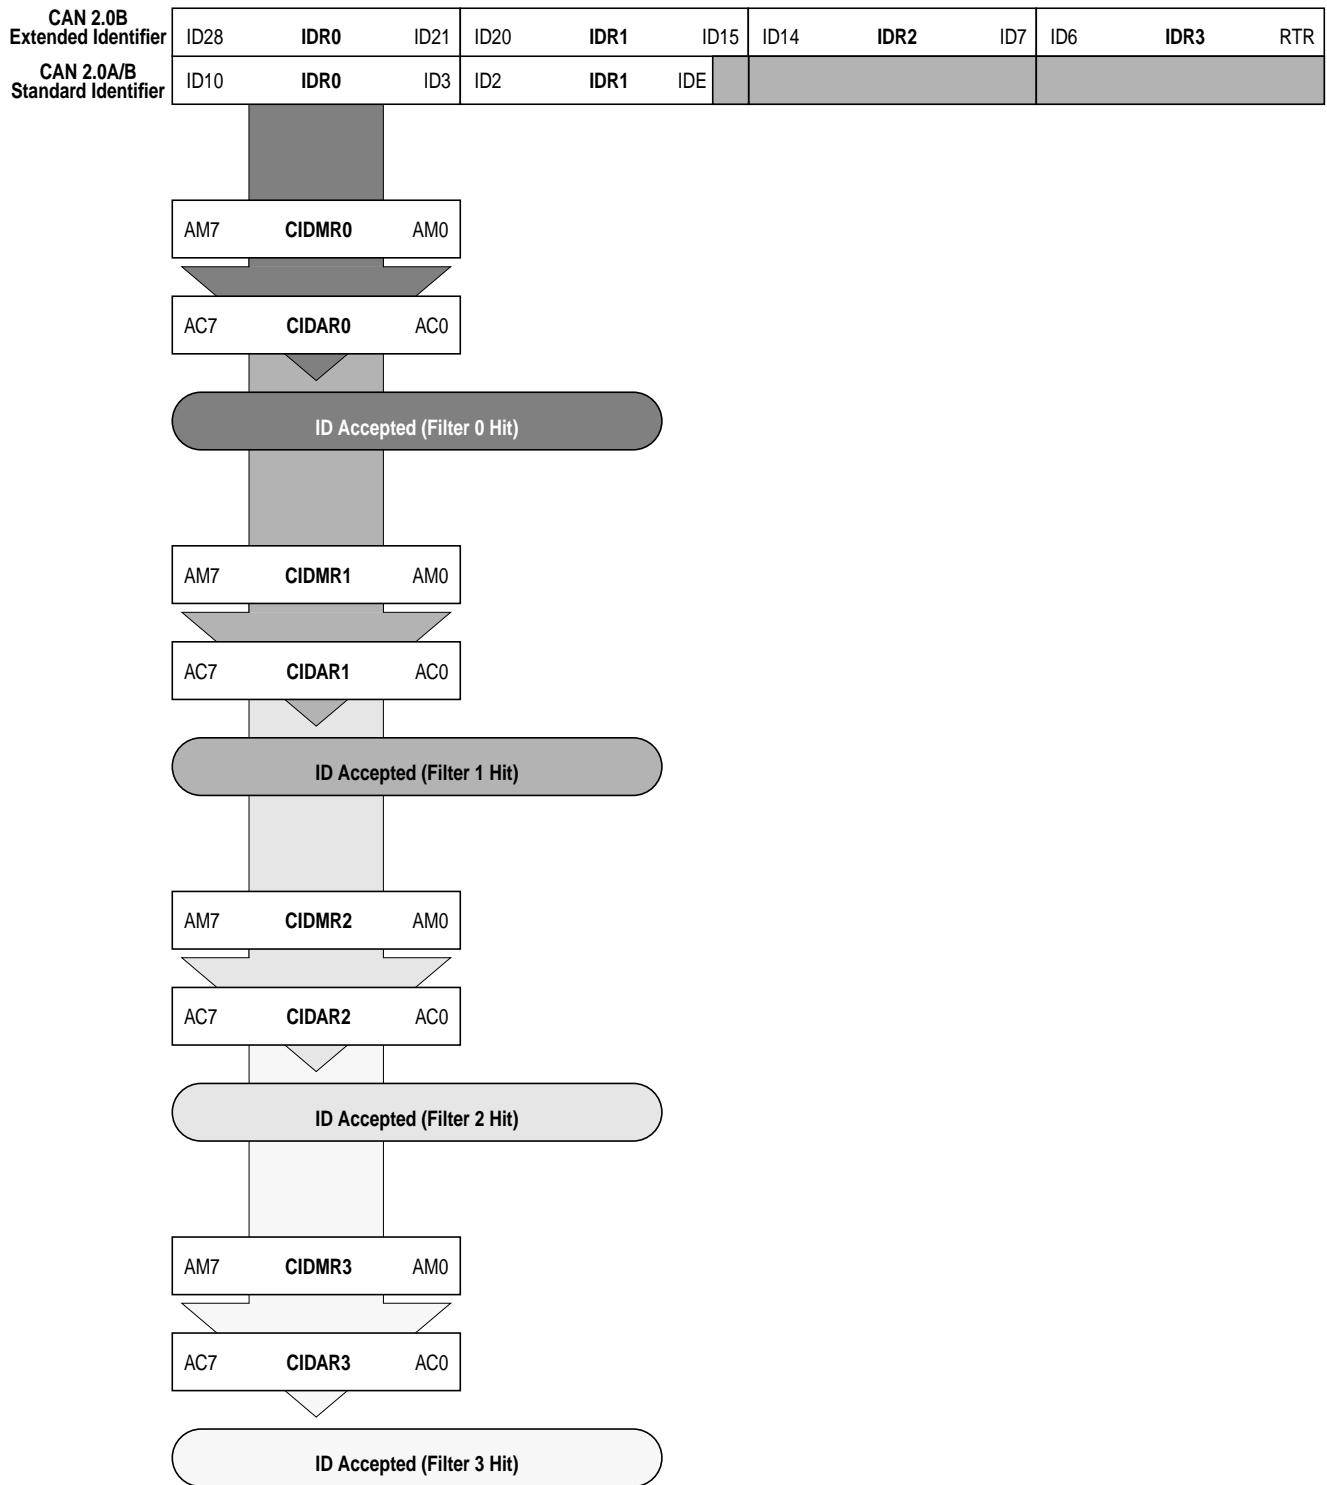 CAN 2.0B
Extended Identifier
ID28 IDR0 ID21 ID20 IDR1 ID15 ID14 IDR2 ID7 ID6 IDR3 RTR
CAN 2.0A/B
Standard Identifier
ID10 IDR0 ID3 ID2 IDR1 IDE
AM7 CIDMR0 AM0
AC7 CIDAR0 AC0
ID Accepted (Filter 0 Hit)
AM7 CIDMR1 AM0
AC7 CIDAR1 AC0
ID Accepted (Filter 1 Hit)
AM7 CIDMR2 AM0
AC7 CIDAR2 AC0
ID Accepted (Filter 2 Hit)
AM7 CIDMR3 AM0
AC7 CIDAR3 AC0
ID Accepted (Filter 3 Hit)